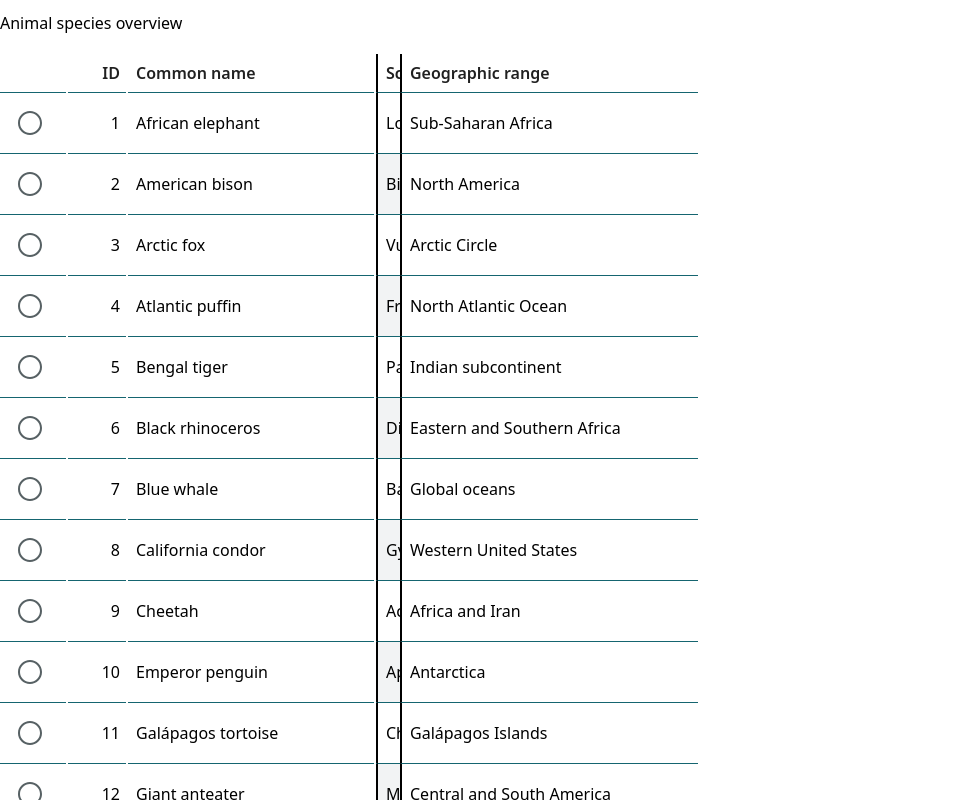 Animal species overview
ID Common name Geographic range
1 African elephant Sub-Saharan Africa
2 American bison North America
3 Arctic fox Arctic Circle
4 Atlantic puffin North Atlantic Ocean
5 Bengal tiger Indian subcontinent
6 Black rhinoceros Eastern and Southern Africa
7 Blue whale Global oceans
8 California condor Western United States
9 Cheetah Africa and Iran
10 Emperor penguin Antarctica
11 Galápagos tortoise Galápagos Islands
12 Giant anteater Central and South America